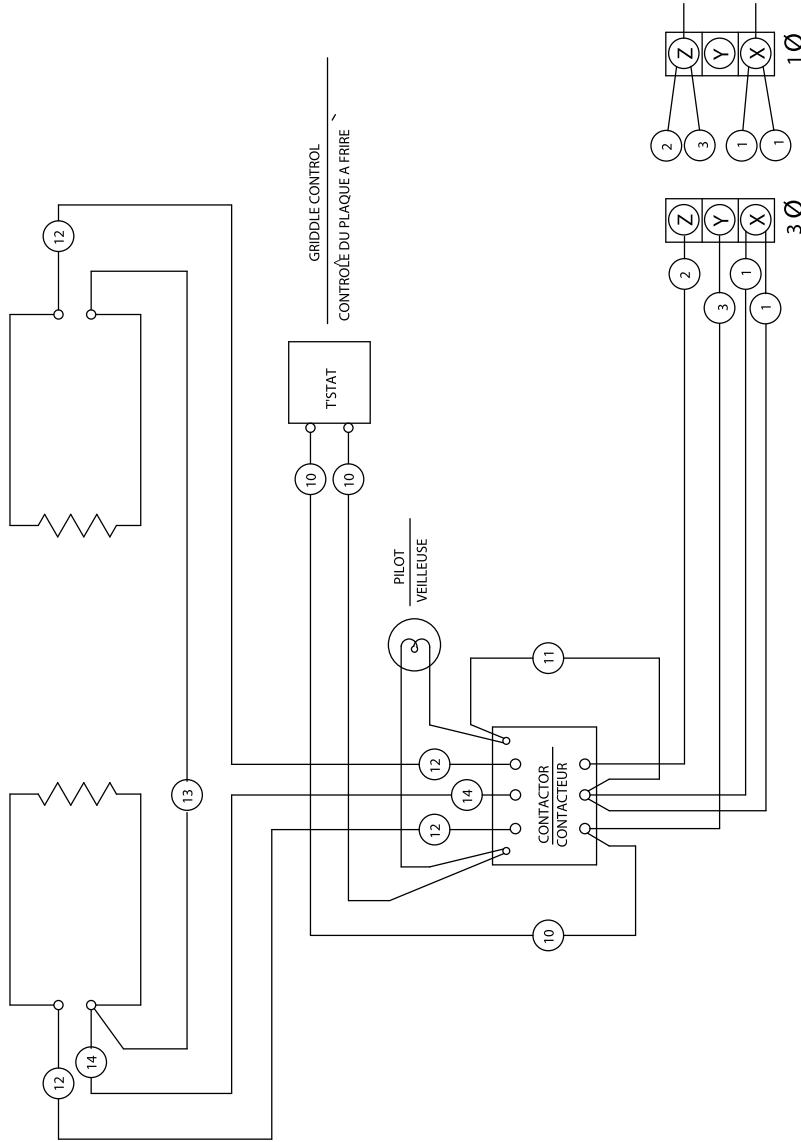 12
12
14
13
GRIDDLE CONTROL
CONTRÔLE DU PLAQUE À FRIRE
10
T'STAT
10
PILOT
VEILLEUSE
12
12
14
10
CONTACTOR
CONTACTEUR
11
2
Z
3
Y
1
X
1
3 Ø
2
Z
3
Y
1
X
1
1 Ø